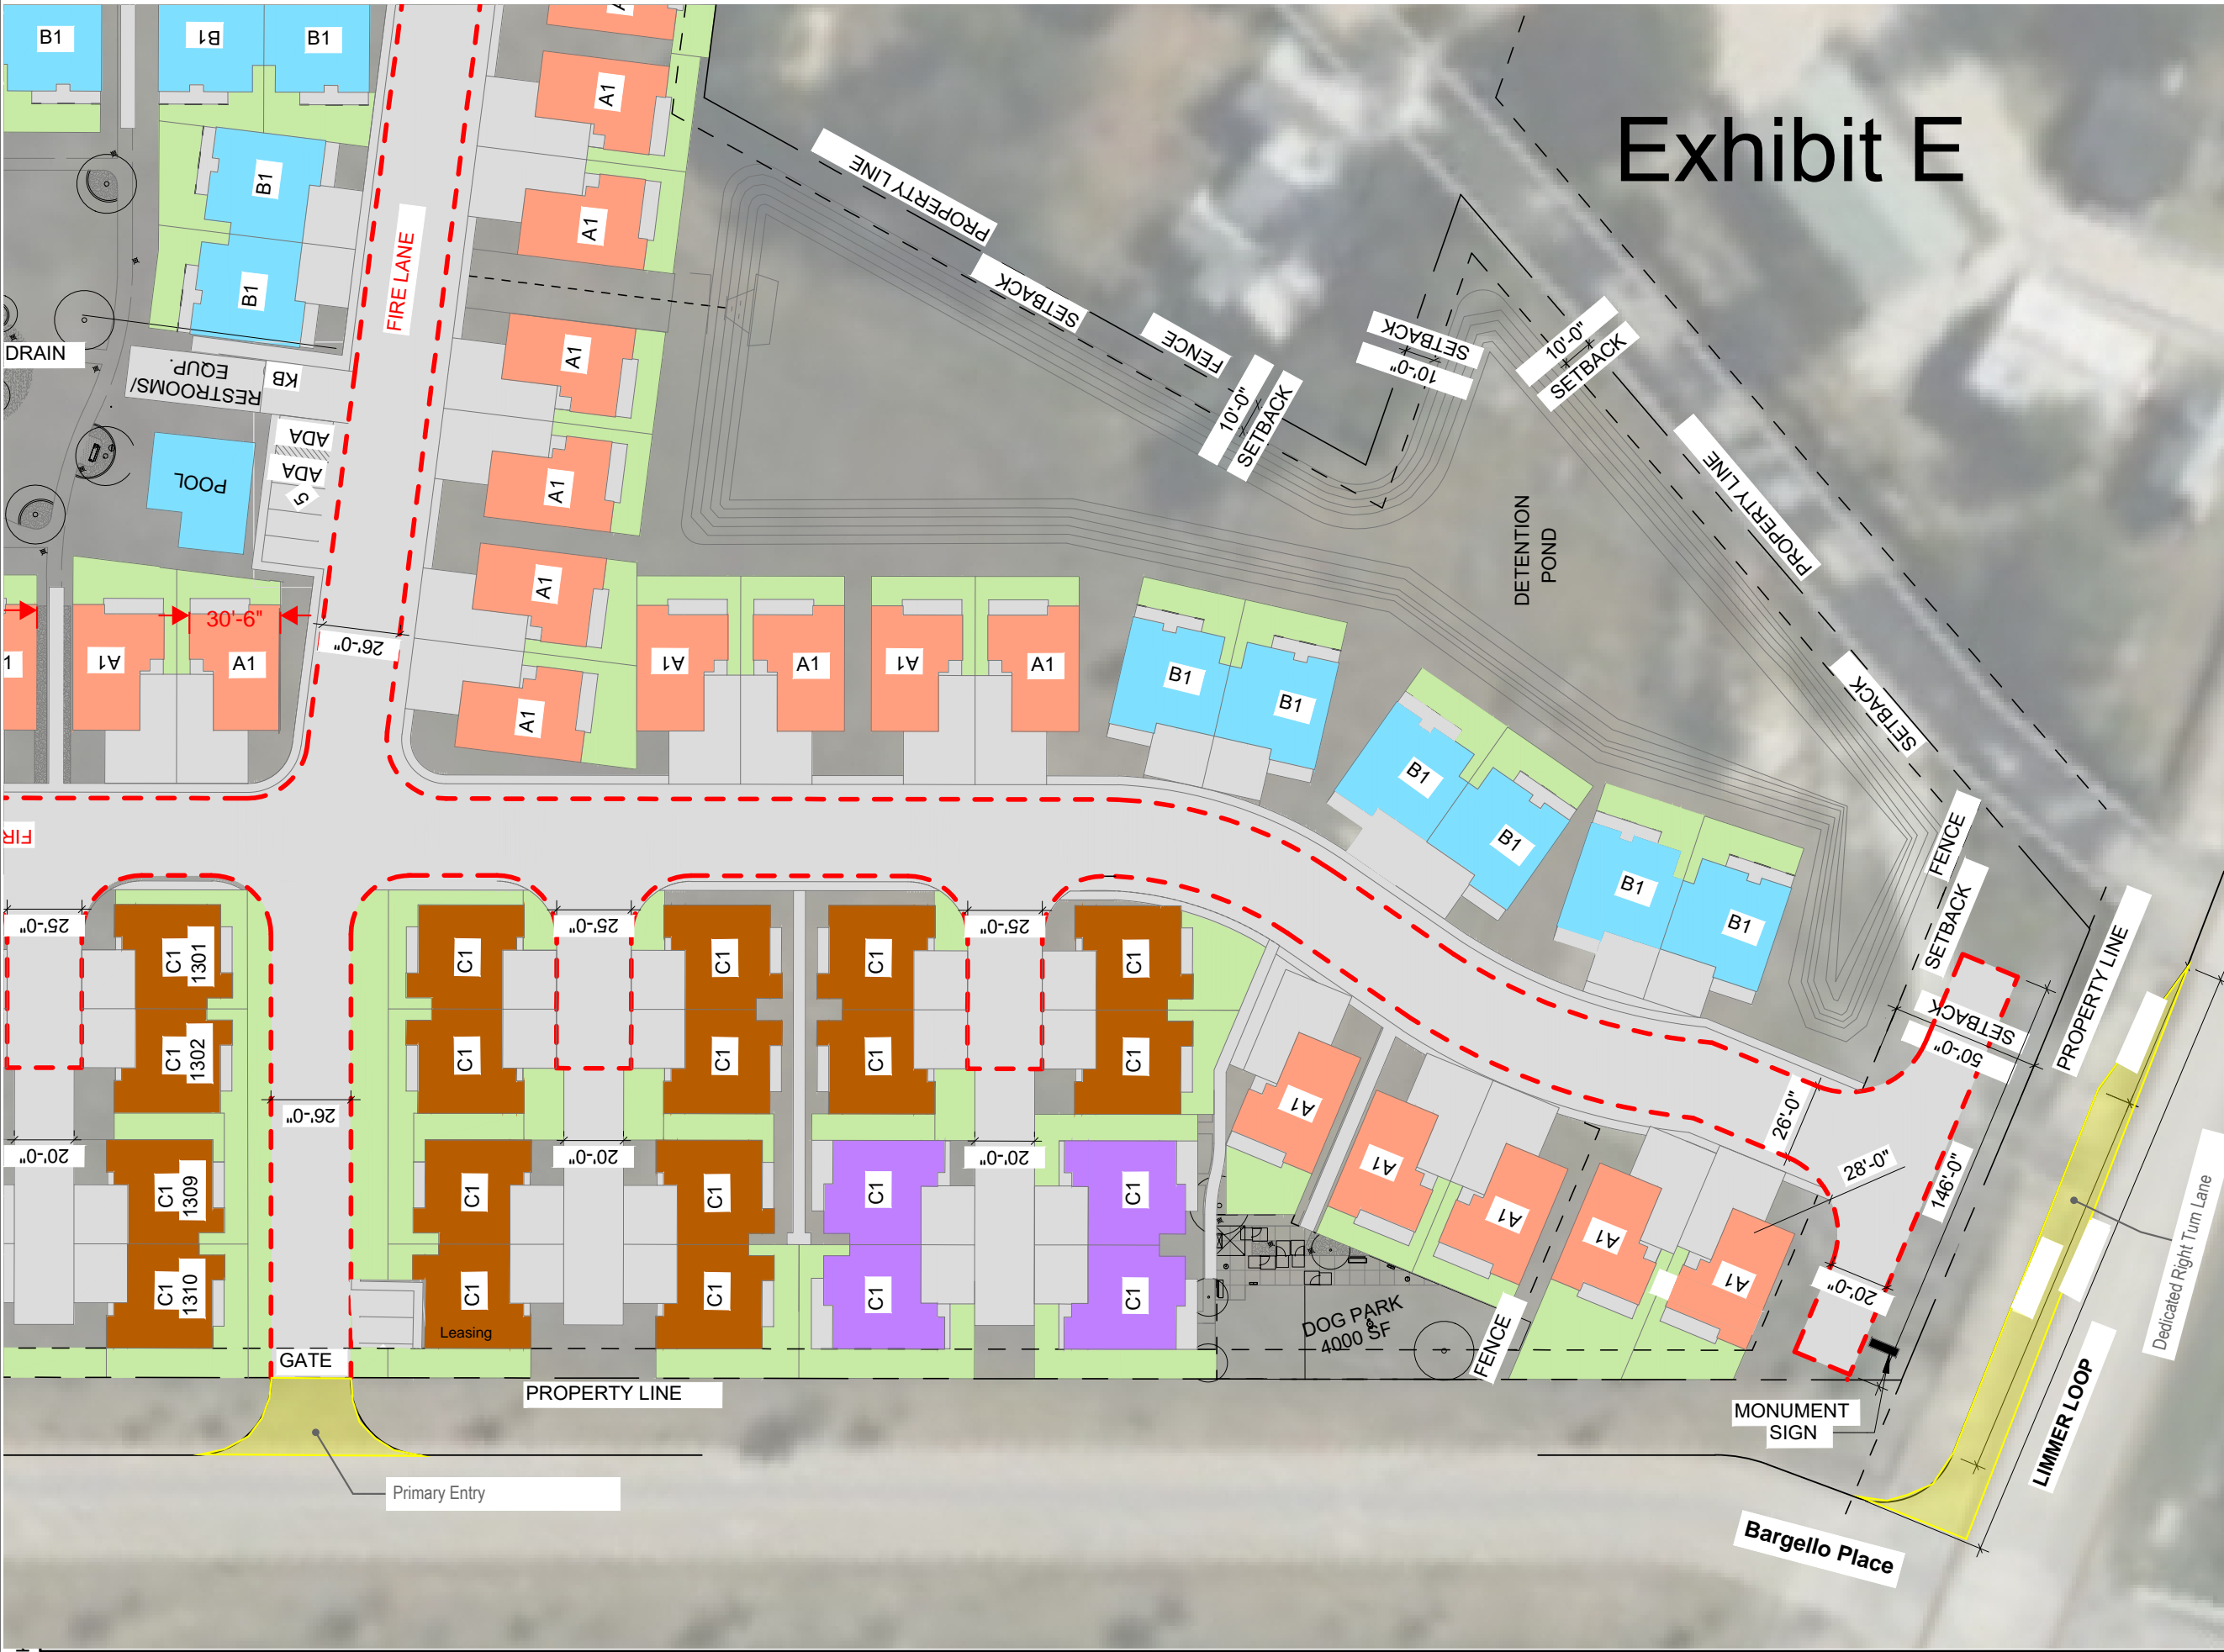 Exhibit E
B1
B1
B1
A
A1
B1
A1
B1
FIRE LANE
PROPERTY LINE
SETBACK
FENCE
10'-0"
SETBACK
SETBACK
10'-0"
10'-0"
SETBACK
PROPERTY LINE
DRAIN
RESTROOMS/
EQUP.
KB
A1
ADA
ADA
5
POOL
A1
DETENTION
POND
A1
30'-6"
26'-0"
1
A1
A1
A1
A1
A1
A1
A1
B1
B1
SETBACK
B1
B1
B1
B1
FENCE
SETBACK
FIR
25'-0"
C1
1301
C1
25'-0"
C1
C1
25'-0"
C1
PROPERTY LINE
SETBACK
50'-0"
C1
1302
C1
C1
C1
C1
26'-0"
A1
26'-0"
20'-0"
20'-0"
20'-0"
A1
28'-0"
146'-0"
C1
1309
C1
C1
C1
C1
A1
A1
C1
1310
C1
Leasing
C1
C1
C1
A1
20'-0"
DOG PARK
4000 SF
FENCE
Dedicated Right Turn Lane
GATE
PROPERTY LINE
MONUMENT
SIGN
LIMMER LOOP
Primary Entry
Bargello Place